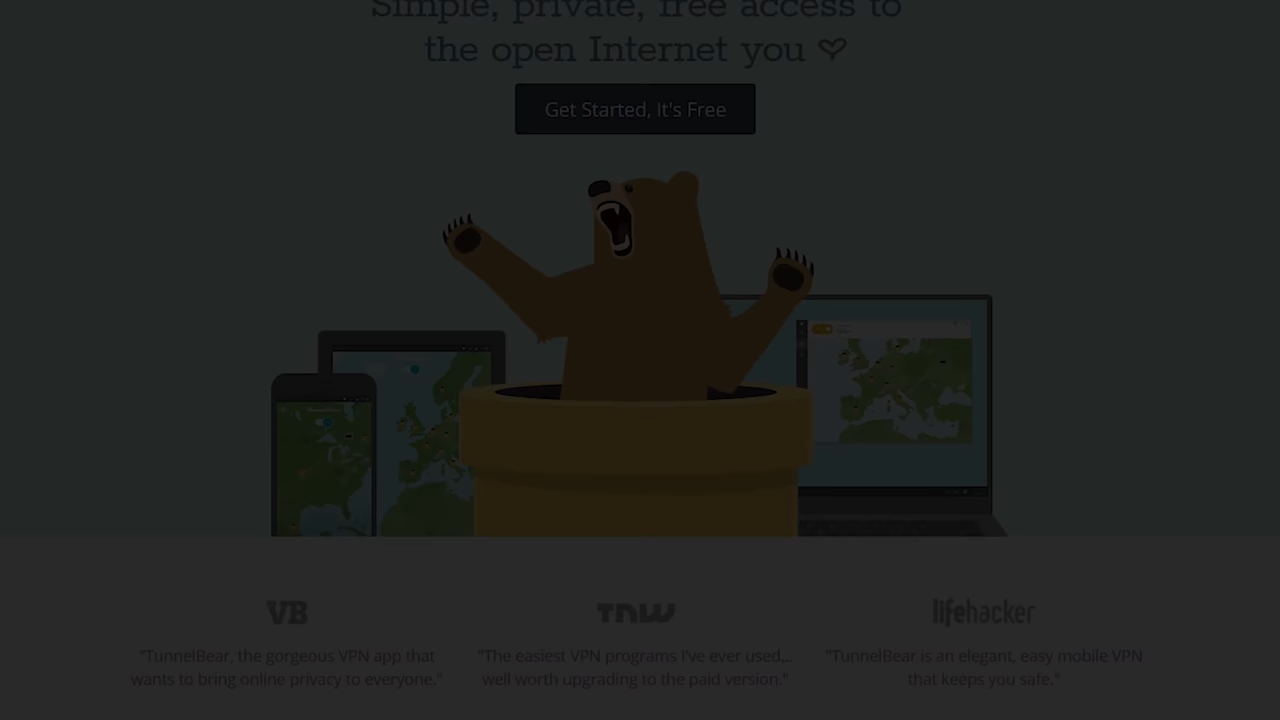 Simple, private, free access to
the open Internet you
Get Started, It's Free
VB
TNW
lifehacker
"TunnelBear, the gorgeous VPN app that
wants to bring online privacy to everyone."
"The easiest VPN programs I've ever used...
well worth upgrading to the paid version."
"TunnelBear is an elegant, easy mobile VPN
that keeps you safe."